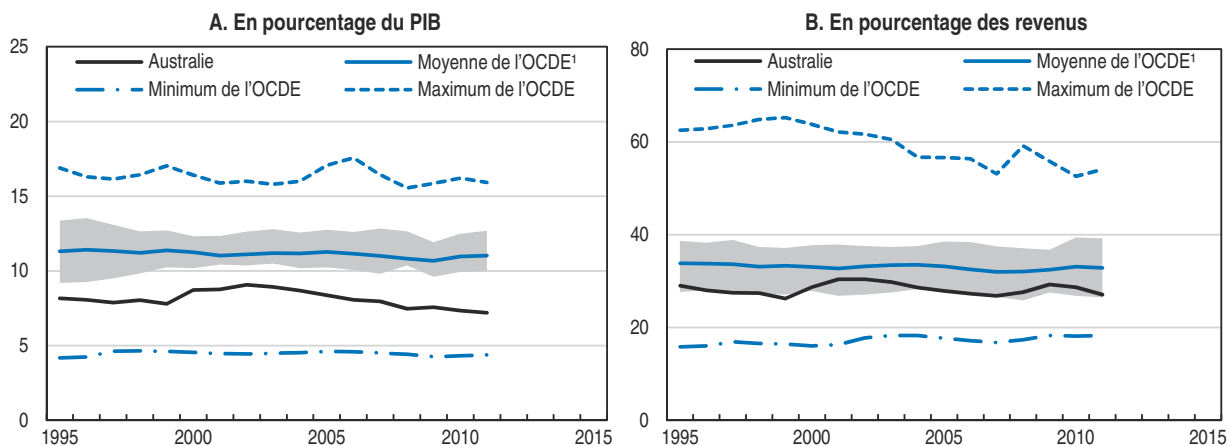 A. En pourcentage du PIB
25
20
15
10
5
0
Australie
Moyenne de l'OCDE¹
Minimum de l'OCDE
Maximum de l'OCDE
1995 2000 2005 2010 2015
B. En pourcentage des revenus
80
60
40
20
0
Australie
Moyenne de l'OCDE¹
Minimum de l'OCDE
Maximum de l'OCDE
1995 2000 2005 2010 2015